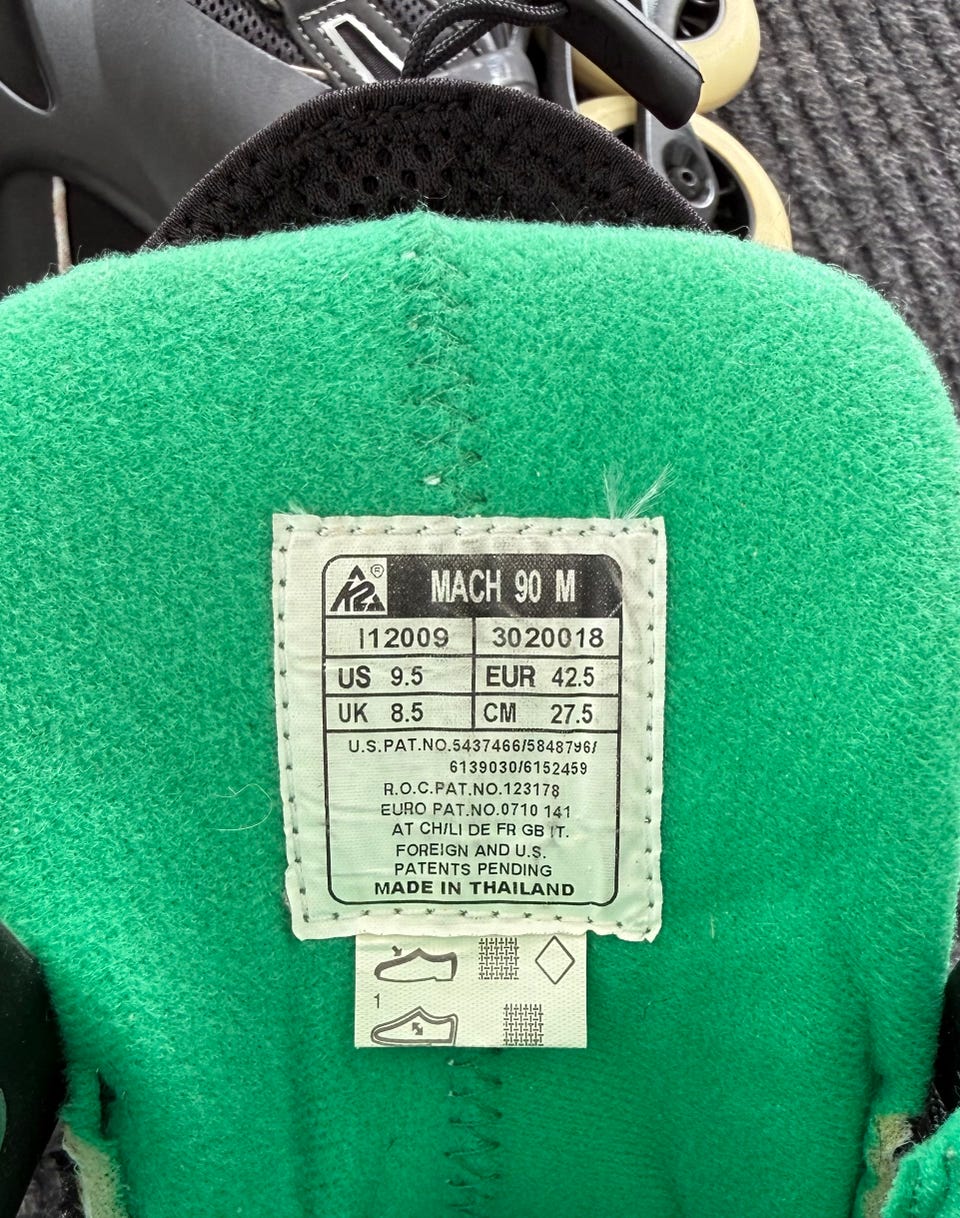 K2 ® MACH 90 M
I12009 3020018
US 9.5 EUR 42.5
UK 8.5 CM 27.5
U.S.PAT.NO.5437466/5848796/
6139030/6152459
R.O.C.PAT.NO.123178
EURO PAT.NO.0710 141
AT CH/LI DE FR GB IT.
FOREIGN AND U.S.
PATENTS PENDING
MADE IN THAILAND
1